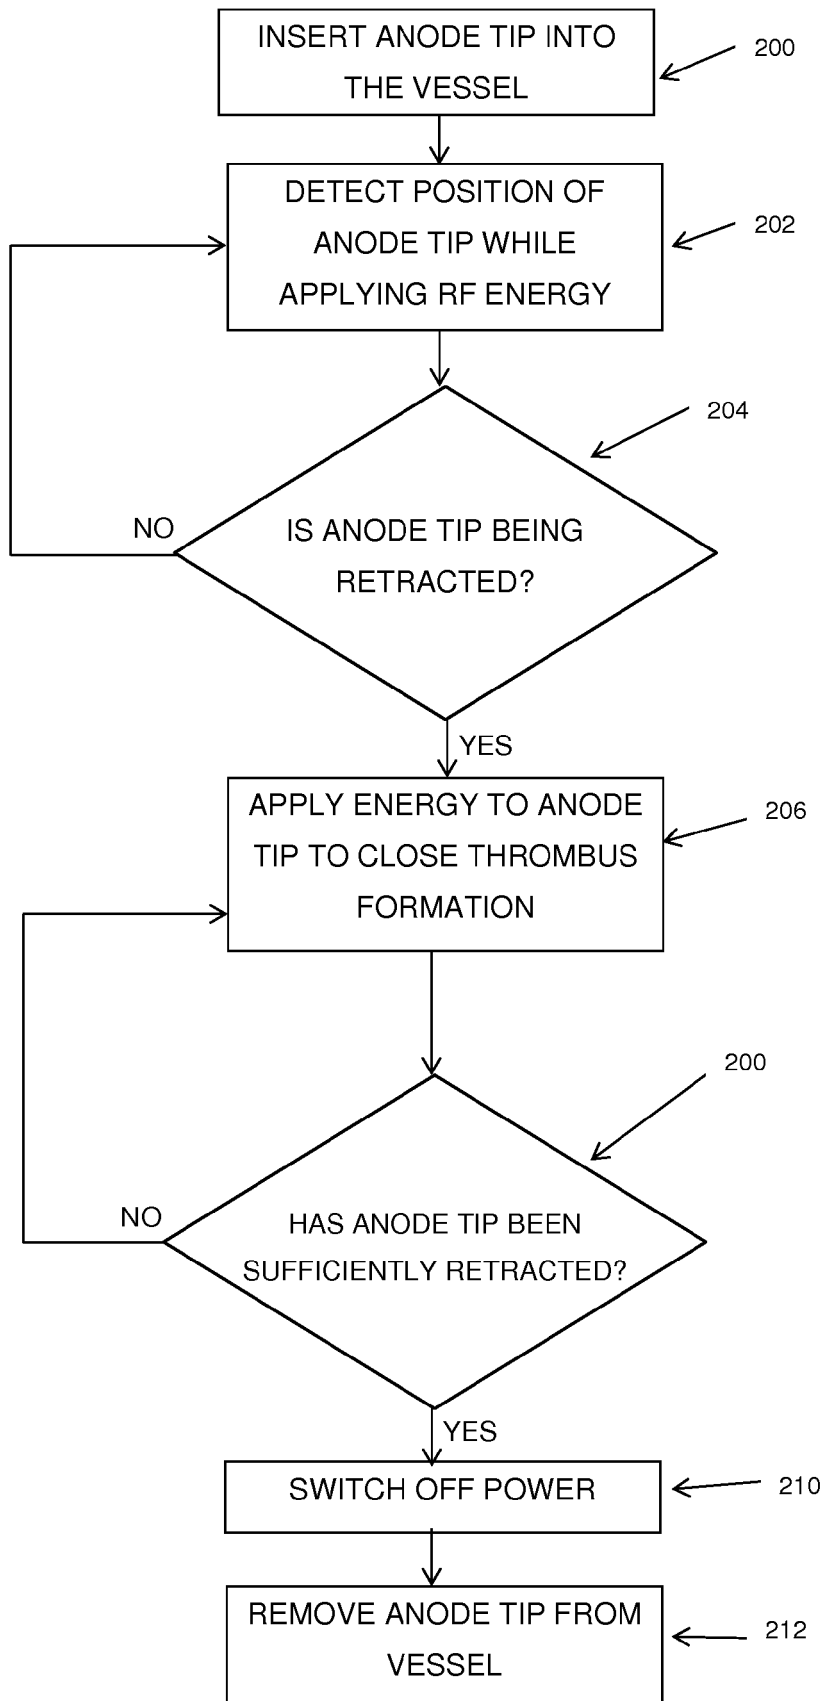 INSERT ANODE TIP INTO
THE VESSEL
200
DETECT POSITION OF
ANODE TIP WHILE
APPLYING RF ENERGY
202
204
IS ANODE TIP BEING
RETRACTED?
NO
YES
APPLY ENERGY TO ANODE
TIP TO CLOSE THROMBUS
FORMATION
206
200
HAS ANODE TIP BEEN
SUFFICIENTLY RETRACTED?
NO
YES
SWITCH OFF POWER
210
REMOVE ANODE TIP FROM
VESSEL
212